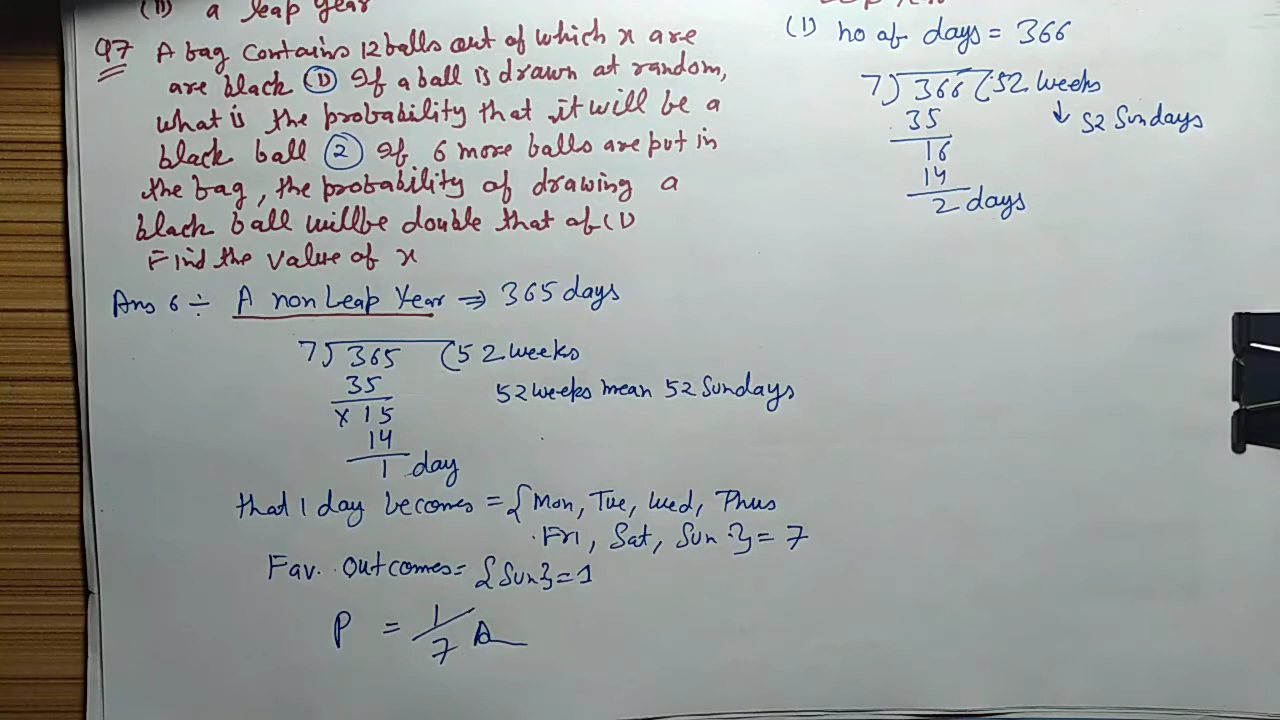 (II) a leap year
Q7 A bag contains 12 balls out of which x are
are black (1) If a ball is drawn at random,
what is the probability that it will be a
black ball (2) If 6 more balls are put in
the bag, the probability of drawing a
black ball will be double that of (1)
Find the value of x
Ans 6 ÷ A non Leap Year ⇒ 365 days
7) 365 (52 weeks
35
x 15
14
1 day
52 weeks mean 52 Sundays
that 1 day becomes = {Mon, Tue, Wed, Thus
Fri, Sat, Sun} = 7
Fav. outcomes = {Sun} = 1
P = 1/7 A
(1) no of days = 366
7) 366 (52 weeks
↓ 52 Sundays
35
16
14
2 days